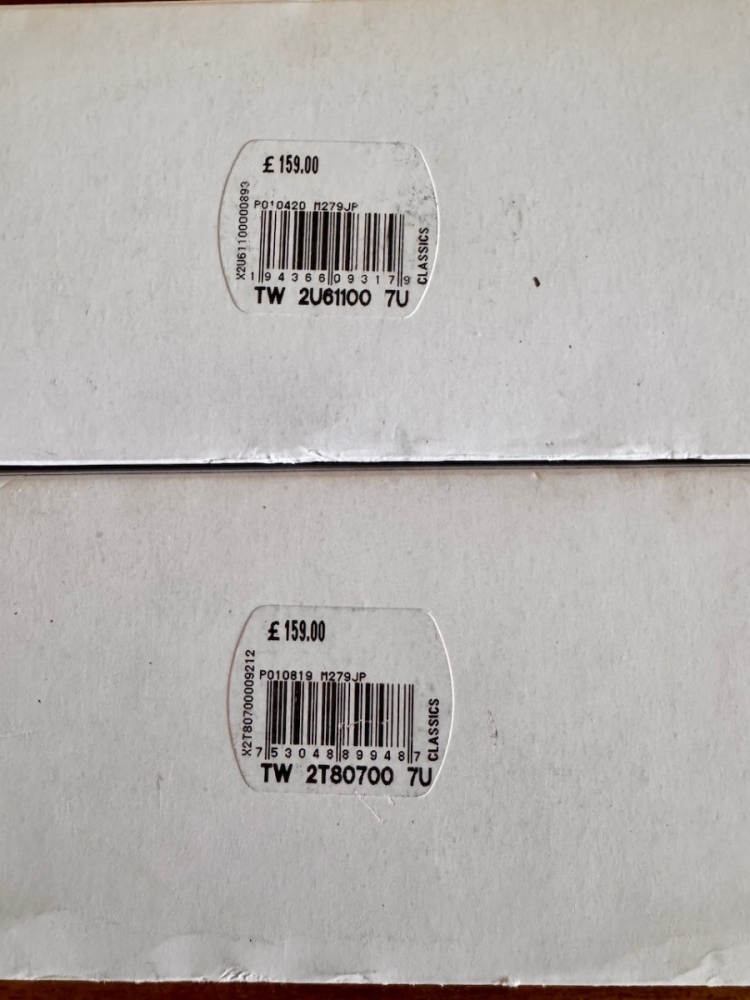 £ 159.00
X2U61100000893
P010420 M279JP
CLASSICS
1 94366 09317 9
TW 2U61100 7U
£ 159.00
X2T80700009212
P010819 M279JP
CLASSICS
7 53048 89948 7
TW 2T80700 7U